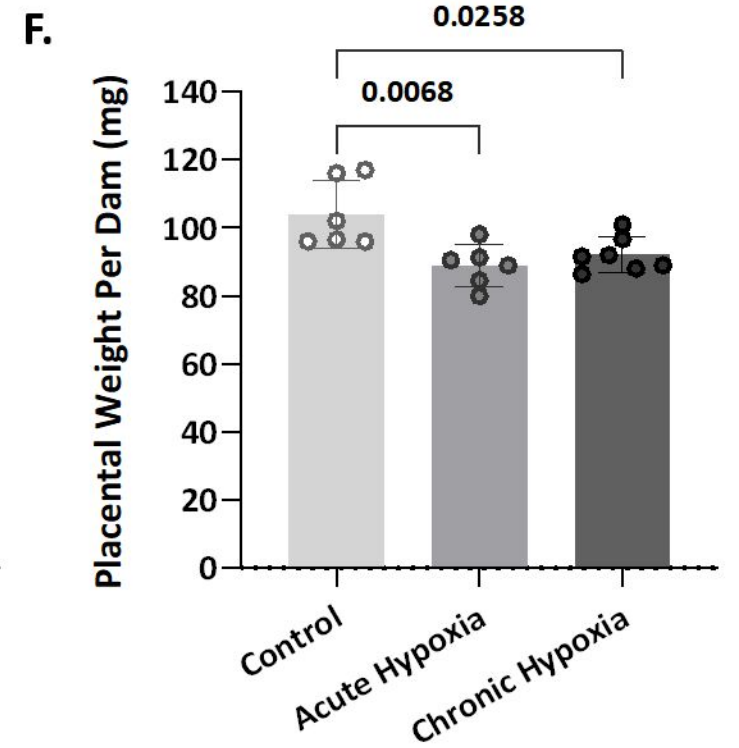 F.
0.0258
0.0068
Placental Weight Per Dam (mg)
140
120
100
80
60
40
20
0
Control
Acute Hypoxia
Chronic Hypoxia